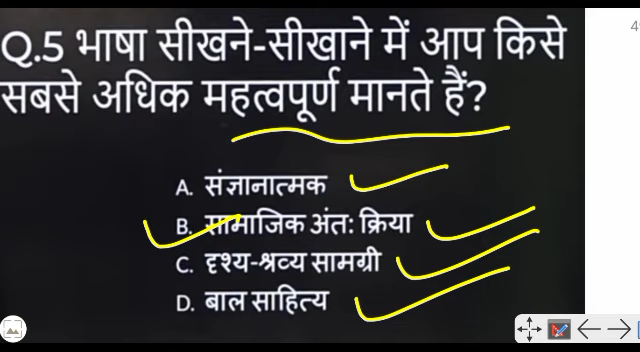 Q.5 भाषा सीखने-सीखाने में आप किसे
सबसे अधिक महत्वपूर्ण मानते हैं?
A. संज्ञानात्मक
B. सामाजिक अंत: क्रिया
C. दृश्य-श्रव्य सामग्री
D. बाल साहित्य